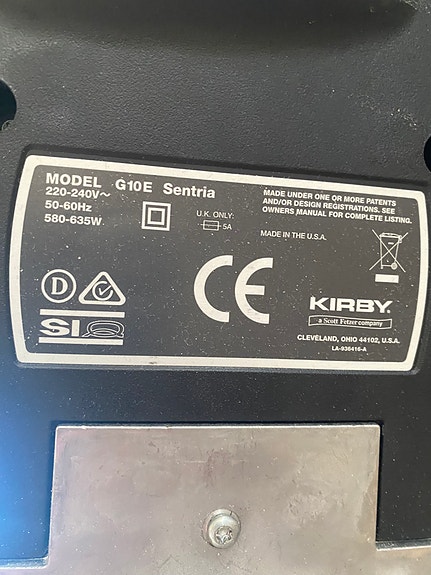 MODEL G10E Sentria
220-240V~
50-60Hz
580-635W
U.K. ONLY:
5A
MADE UNDER ONE OR MORE PATENTS
AND/OR DESIGN REGISTRATIONS. SEE
OWNERS MANUAL FOR COMPLETE LISTING.
MADE IN THE U.S.A.
D
SIQ
CE
KIRBY.
a Scott Fetzer company
CLEVELAND, OHIO 44102, U.S.A.
LA-936416-A